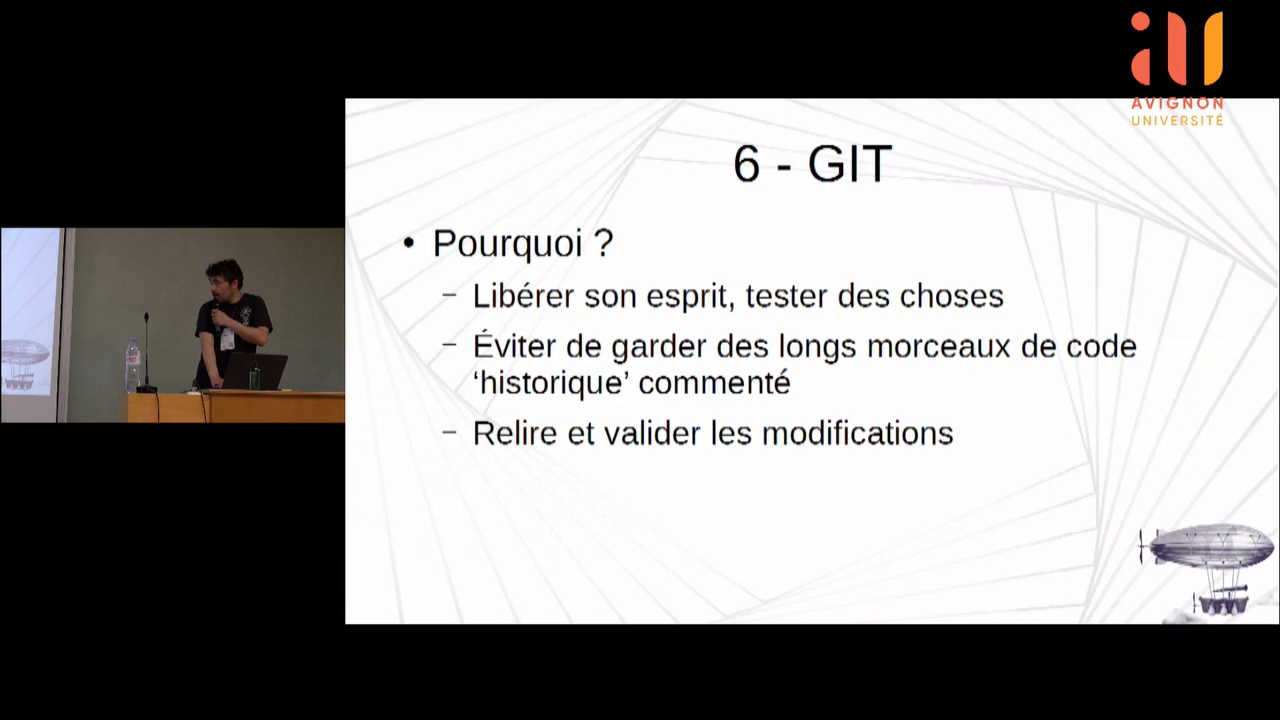 AVIGNON
UNIVERSITÉ
6 - GIT
• Pourquoi ?
– Libérer son esprit, tester des choses
– Éviter de garder des longs morceaux de code
‘historique’ commenté
– Relire et valider les modifications